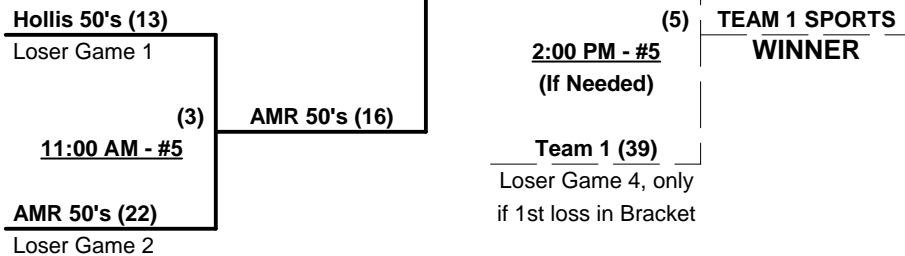 Hollis 50's (13)
Loser Game 1
(3)
11:00 AM - #5
AMR 50's (16)
AMR 50's (22)
Loser Game 2
(5)
2:00 PM - #5
(If Needed)
TEAM 1 SPORTS
WINNER
Team 1 (39)
Loser Game 4, only
if 1st loss in Bracket